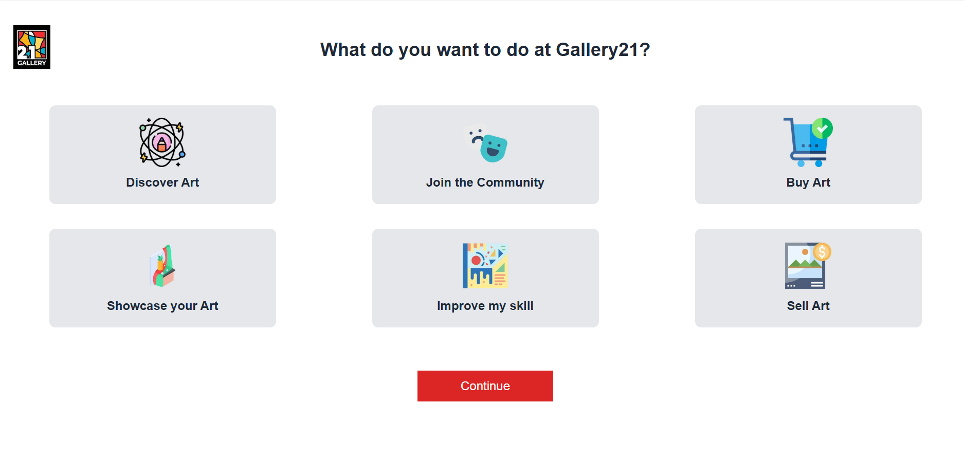 21
GALLERY
What do you want to do at Gallery21?
Discover Art
Join the Community
Buy Art
Showcase your Art
Improve my skill
Sell Art
Continue